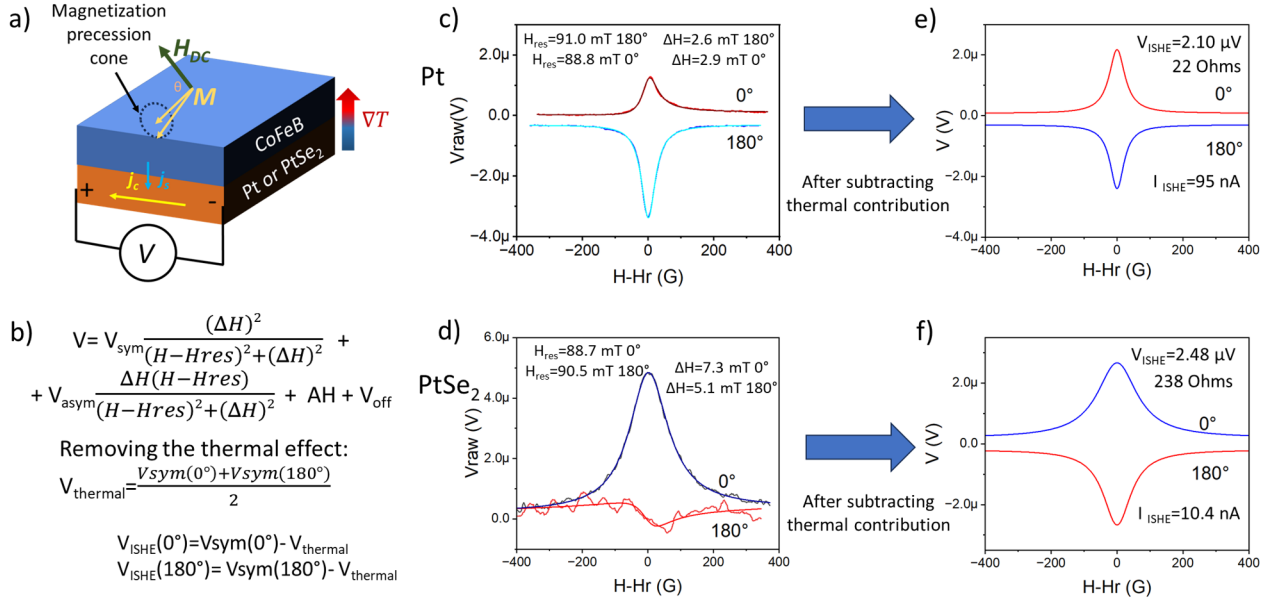 a)
Magnetization
precession
cone
H_DC
θ
M
CoFeB
Pt or PtSe₂
∇T
j_c
j_s
+
-
V
b)
V= V_sym (ΔH)² / ((H−Hres)²+(ΔH)²) +
+ V_asym ΔH(H−Hres) / ((H−Hres)²+(ΔH)²) + AH + V_off
Removing the thermal effect:
V_thermal= (Vsym(0°)+Vsym(180°)) / 2
V_ISHE(0°)=Vsym(0°)- V_thermal
V_ISHE(180°)= Vsym(180°)- V_thermal
c)
Pt
H_res=91.0 mT 180°
H_res=88.8 mT 0°
ΔH=2.6 mT 180°
ΔH=2.9 mT 0°
0°
180°
2.0µ
0.0
−2.0µ
−4.0µ
Vraw(V)
−400 −200 0 200 400
H-Hr (G)
After subtracting
thermal contribution
d)
PtSe₂
H_res=88.7 mT 0°
H_res=90.5 mT 180°
ΔH=7.3 mT 0°
ΔH=5.1 mT 180°
0°
180°
6.0µ
4.0µ
2.0µ
0.0
Vraw (V)
−400 −200 0 200 400
H-Hr (G)
After subtracting
thermal contribution
e)
V_ISHE=2.10 µV
22 Ohms
0°
180°
I_ISHE=95 nA
2.0µ
0.0
−2.0µ
−4.0µ
V (V)
−400 −200 0 200 400
H-Hr (G)
f)
V_ISHE=2.48 µV
238 Ohms
0°
180°
I_ISHE=10.4 nA
2.0µ
0.0
−2.0µ
V (V)
−400 −200 0 200 400
H-Hr (G)